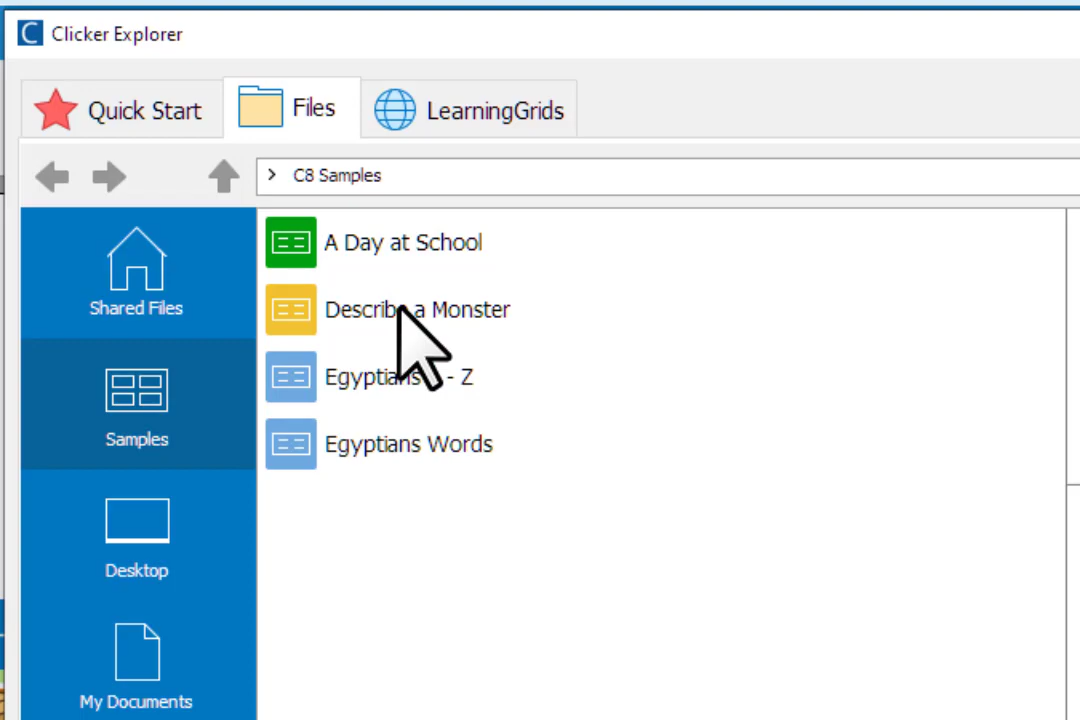 Clicker Explorer
Quick Start
Files
LearningGrids
C8 Samples
Shared Files
Samples
Desktop
My Documents
A Day at School
Describe a Monster
Egyptians - Z
Egyptians Words